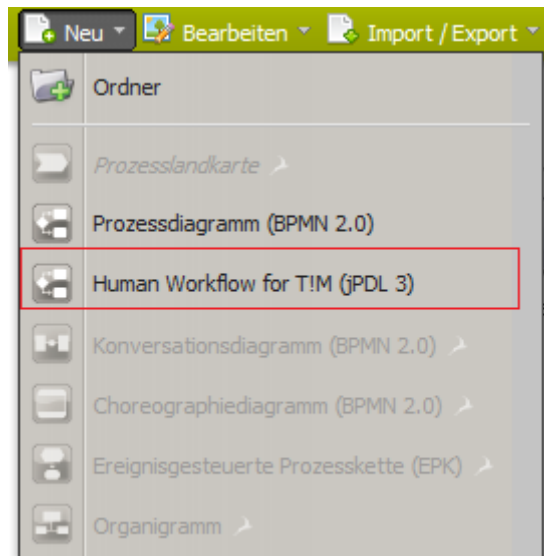 Neu Bearbeiten Import / Export
Ordner
Prozesslandkarte
Prozessdiagramm (BPMN 2.0)
Human Workflow for T!M (jPDL 3)
Konversationsdiagramm (BPMN 2.0)
Choreographiediagramm (BPMN 2.0)
Ereignisgesteuerte Prozesskette (EPK)
Organigramm